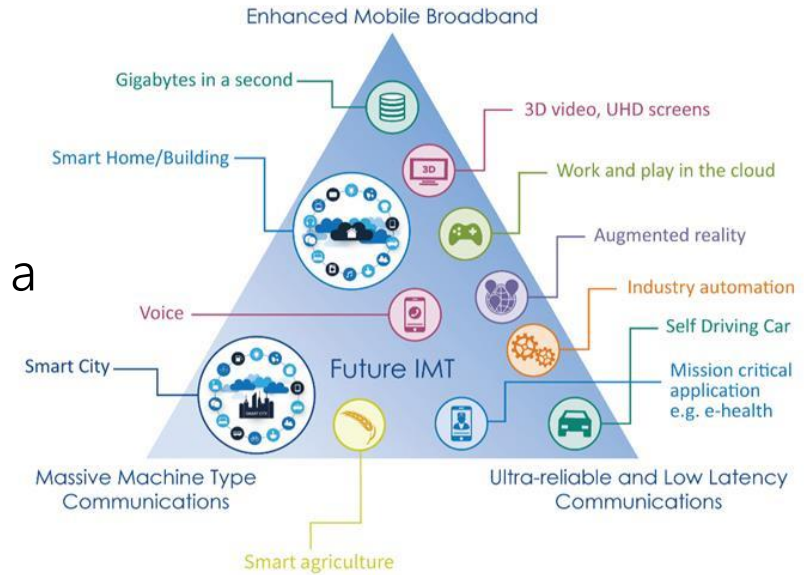 Enhanced Mobile Broadband
Gigabytes in a second
3D video, UHD screens
Smart Home/Building
3D
Work and play in the cloud
Augmented reality
a
Industry automation
Voice
Self Driving Car
Smart City
Future IMT
Mission critical
application
e.g. e-health
SMART CITY
Massive Machine Type
Communications
Ultra-reliable and Low Latency
Communications
Smart agriculture